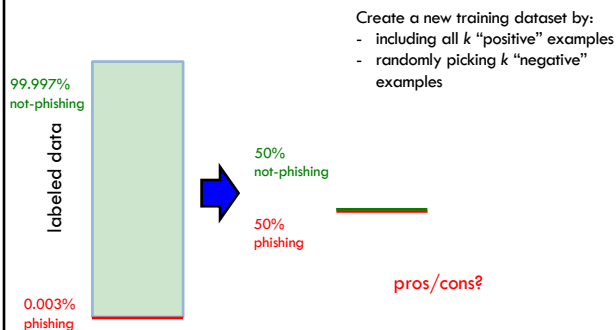 Create a new training dataset by:
- including all k “positive” examples
- randomly picking k “negative”
examples
99.997%
not-phishing
labeled data
50%
not-phishing
50%
phishing
pros/cons?
0.003%
phishing